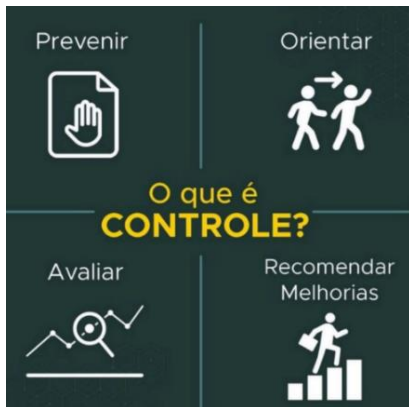 Prevenir
Orientar
O que é
CONTROLE?
Avaliar
Recomendar
Melhorias